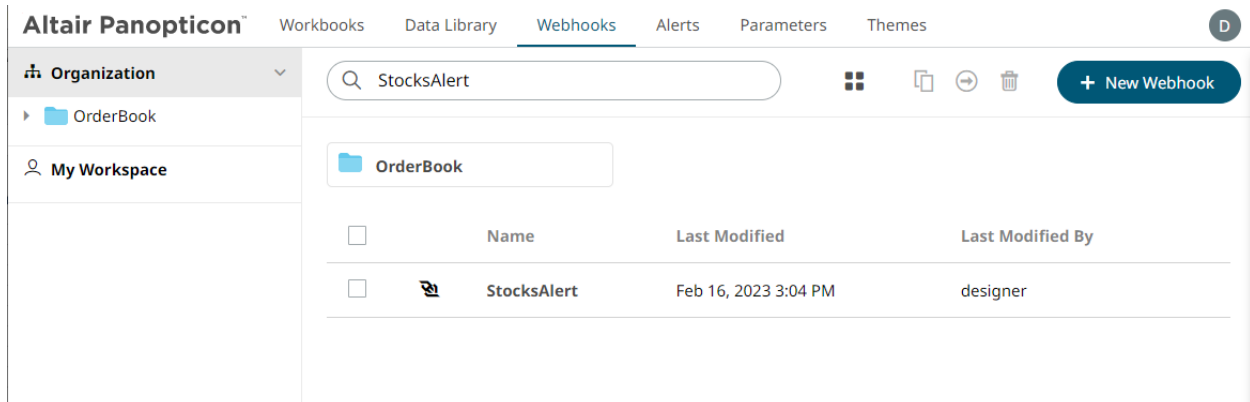 Altair Panopticon™ Workbooks Data Library Webhooks Alerts Parameters Themes D
Organization
OrderBook
My Workspace
StocksAlert
+ New Webhook
OrderBook
Name Last Modified Last Modified By
StocksAlert Feb 16, 2023 3:04 PM designer